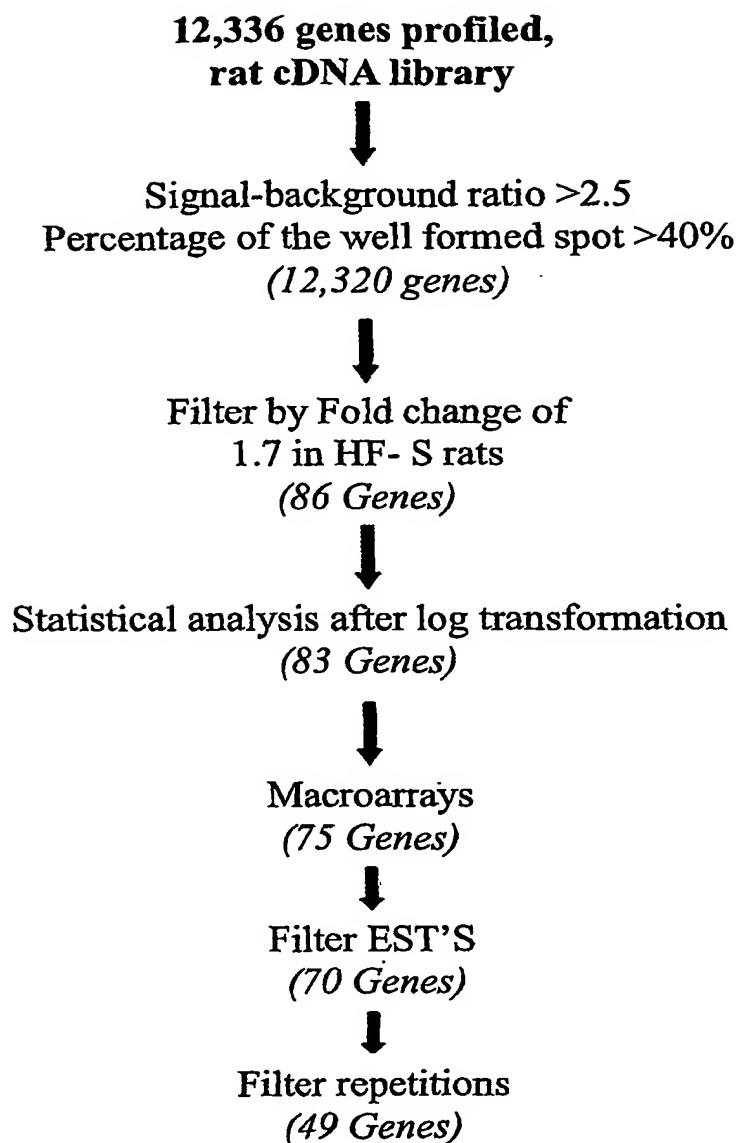 12,336 genes profiled,
rat cDNA library
Signal-background ratio >2.5
Percentage of the well formed spot >40%
(12,320 genes)
Filter by Fold change of
1.7 in HF- S rats
(86 Genes)
Statistical analysis after log transformation
(83 Genes)
Macroarrays
(75 Genes)
Filter EST'S
(70 Genes)
Filter repetitions
(49 Genes)